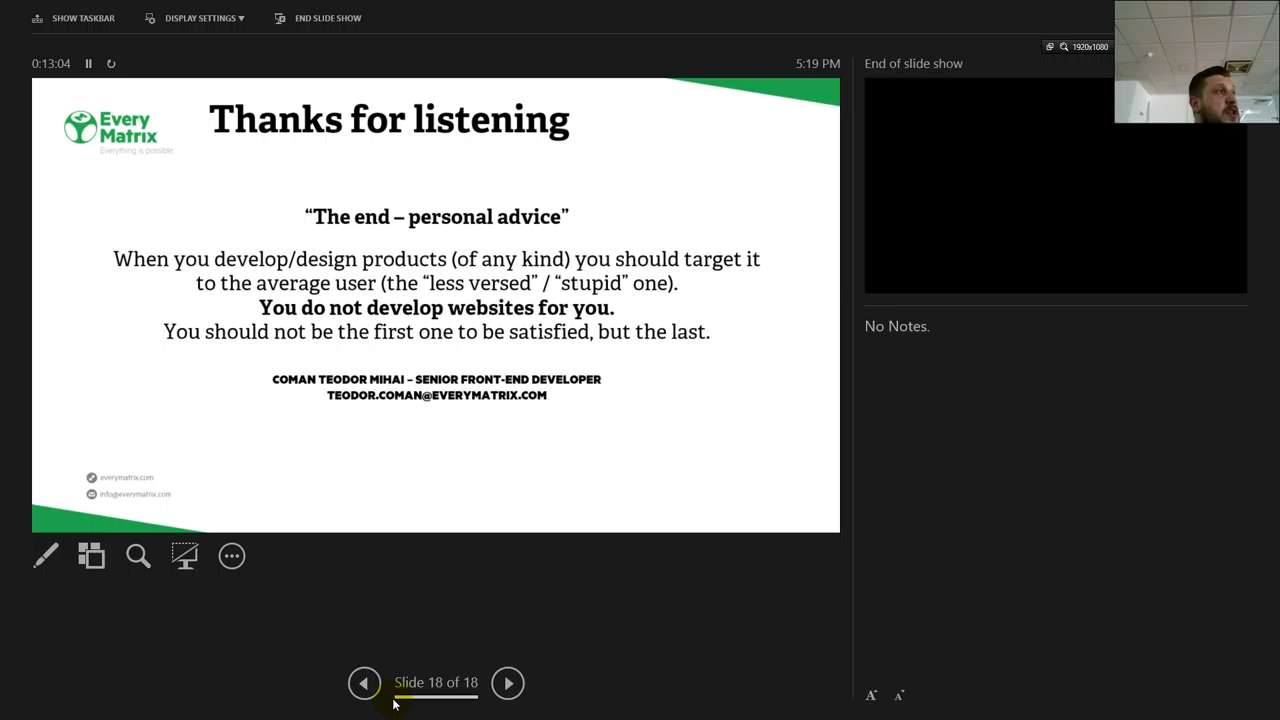 SHOW TASKBAR
DISPLAY SETTINGS ▾
END SLIDE SHOW
1920x1080
0:13:04
5:19 PM
End of slide show
Every
Matrix
Everything is possible
Thanks for listening
“The end – personal advice”
When you develop/design products (of any kind) you should target it
to the average user (the “less versed” / “stupid” one).
You do not develop websites for you.
You should not be the first one to be satisfied, but the last.
COMAN TEODOR MIHAI – SENIOR FRONT-END DEVELOPER
TEODOR.COMAN@EVERYMATRIX.COM
everymatrix.com
info@everymatrix.com
No Notes.
Slide 18 of 18
A
A